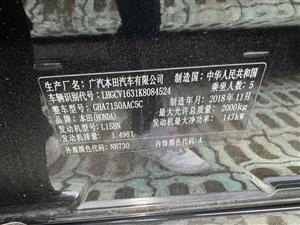 生产厂名：广汽本田汽车有限公司 制造国：中华人民共和国
车辆识别代号：LHGCV1631K8084524 乘坐人数：5
整车型号：GHA7150AAC5C 制造年月：2018年11月
品牌：本田(HONDA) 最大允许总质量：2000kg
发动机型号：L15BN 发动机最大净功率：143kW
发动机排量：1.498L
外观颜色代码：NH730 内饰颜色代码：A